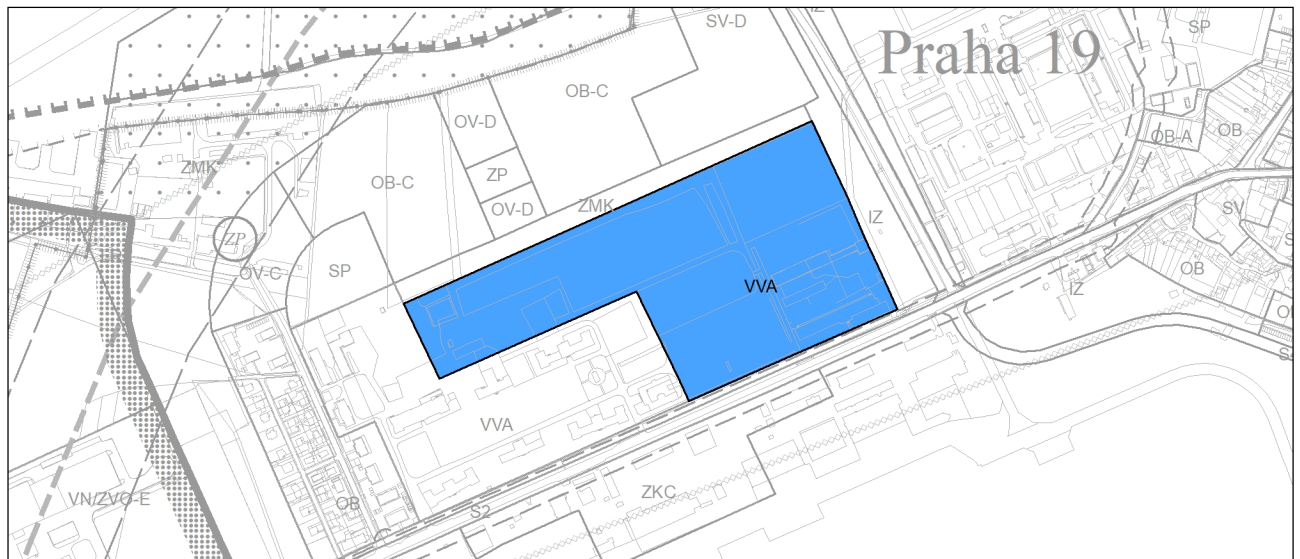 SV-D
IZ
Praha 19
SP
OB-C
OV-D
OB-A
OB
ZMK
OB-C
ZP
OV-D
ZMK
SV
IZ
ZP
OV-C
SP
OB
IZ
VVA
VVA
VN/ZVO-E
OB
ZKC
S2